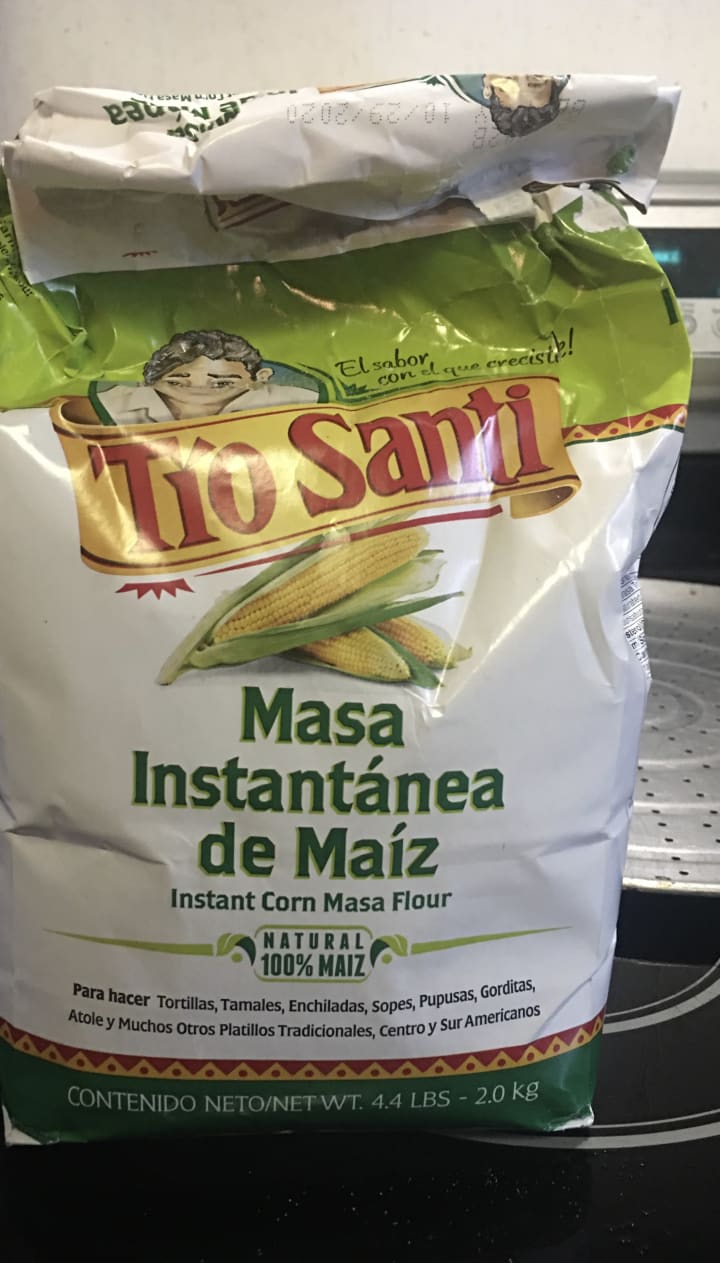 10/29/2020
El sabor
con el que creciste!
Tío Santi
Masa
Instantánea
de Maíz
Instant Corn Masa Flour
NATURAL
100% MAIZ
Para hacer Tortillas, Tamales, Enchiladas, Sopes, Pupusas, Gorditas,
Atole y Muchos Otros Platillos Tradicionales, Centro y Sur Americanos
CONTENIDO NETO/NET WT. 4.4 LBS - 2.0 kg